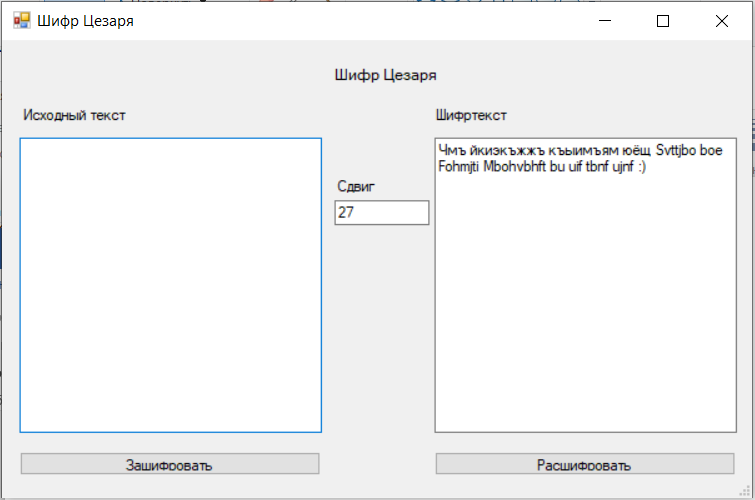 Шифр Цезаря
Шифр Цезаря
Исходный текст
Шифртекст
Чмъ йкиэкъжжъ къыимъям юёщ Svttjbo boe
Fohmjti Mbohvbhft bu uif tbnf ujnf :)
Сдвиг
27
Зашифровать
Расшифровать